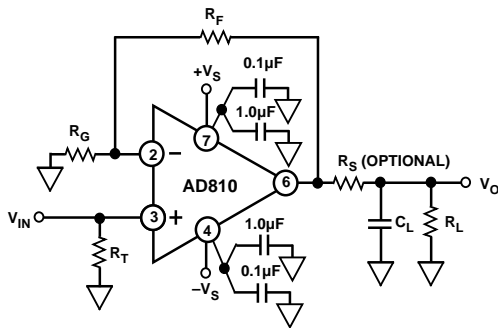 R_F
0.1µF
+V_S
1.0µF
R_G
7
2
−
R_S (OPTIONAL)
AD810
6
V_O
V_IN
3
+
4
1.0µF
C_L
R_L
R_T
0.1µF
−V_S